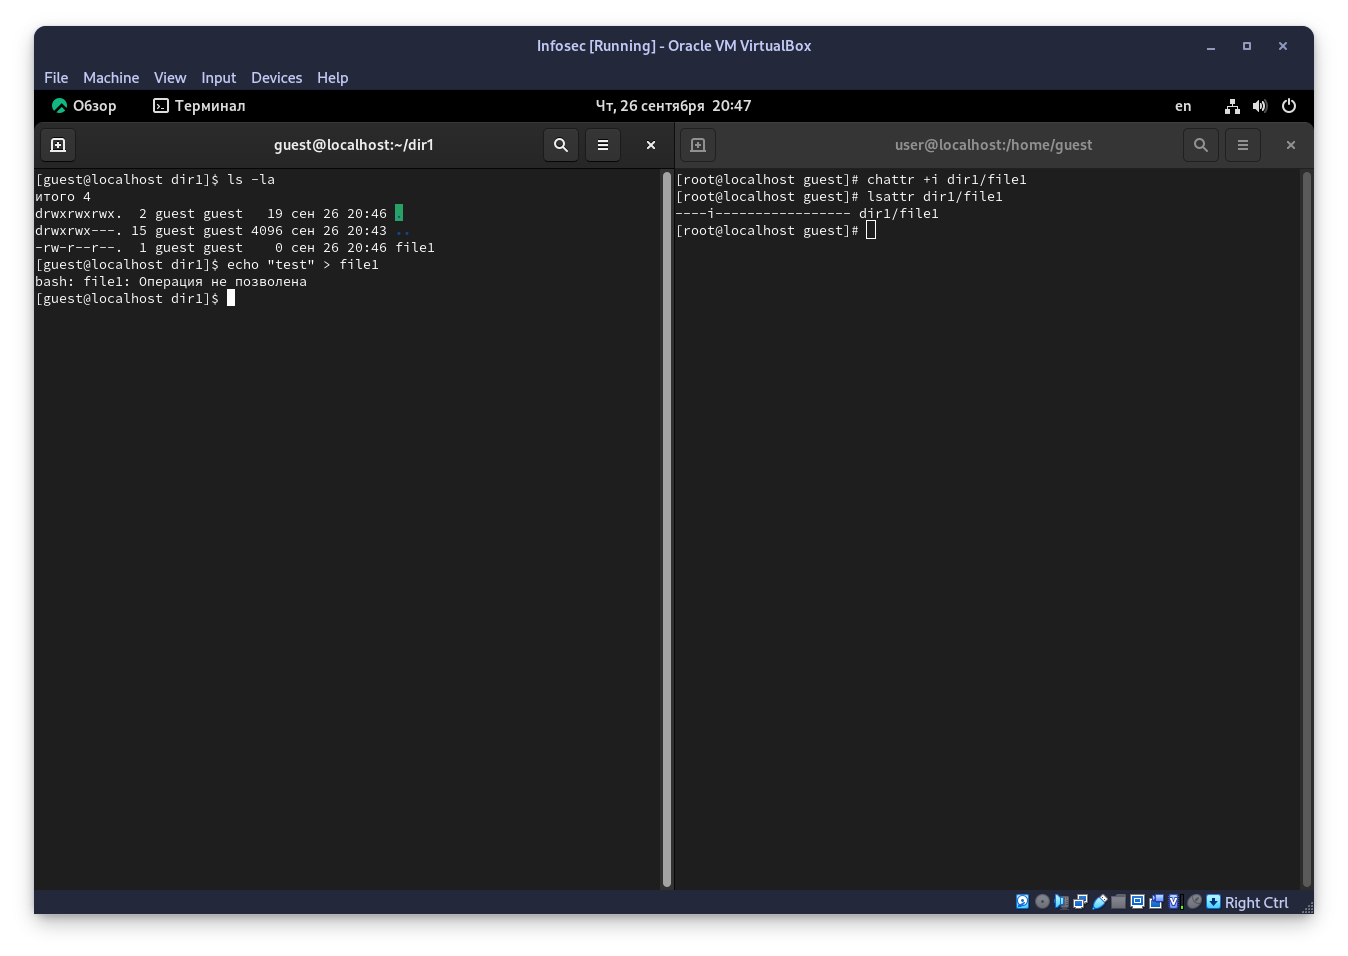 Infosec [Running] - Oracle VM VirtualBox
File Machine View Input Devices Help
Обзор Терминал Чт, 26 сентября 20:47 en
guest@localhost:~/dir1
[guest@localhost dir1]$ ls -la
итого 4
drwxrwxrwx. 2 guest guest 19 сен 26 20:46 .
drwxrwx---. 15 guest guest 4096 сен 26 20:43 ..
-rw-r--r--. 1 guest guest 0 сен 26 20:46 file1
[guest@localhost dir1]$ echo "test" > file1
bash: file1: Операция не позволена
[guest@localhost dir1]$
user@localhost:/home/guest
[root@localhost guest]# chattr +i dir1/file1
[root@localhost guest]# lsattr dir1/file1
----i----------------- dir1/file1
[root@localhost guest]#
Right Ctrl